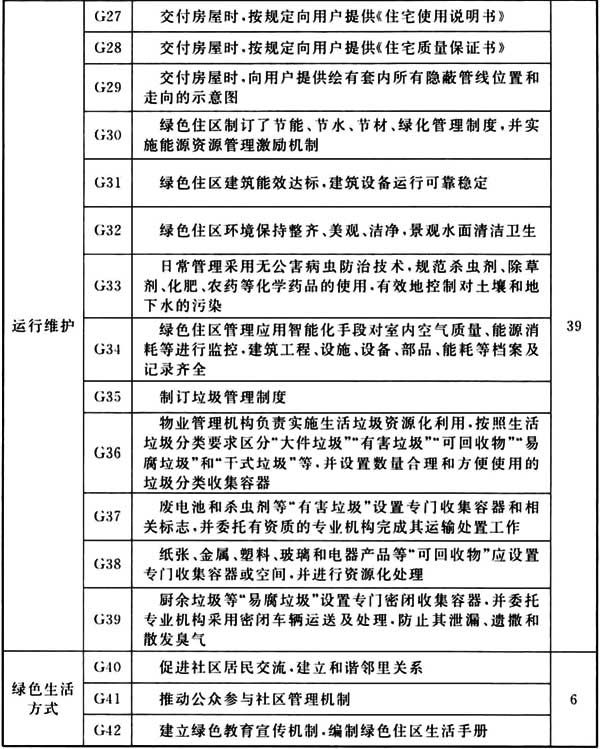 G27 交付房屋时,按规定向用户提供《住宅使用说明书》
G28 交付房屋时,按规定向用户提供《住宅质量保证书》
G29 交付房屋时,向用户提供绘有套内所有隐蔽管线位置和
走向的示意图
G30 绿色住区制订了节能、节水、节材、绿化管理制度,并实
施能源资源管理激励机制
G31 绿色住区建筑能效达标,建筑设备运行可靠稳定
G32 绿色住区环境保持整齐、美观、洁净,景观水面清洁卫生
G33 日常管理采用无公害病虫防治技术,规范杀虫剂、除草
剂、化肥、农药等化学药品的使用,有效地控制对土壤和地
下水的污染
运行维护
39
G34 绿色住区管理应用智能化手段对室内空气质量、能源消
耗等进行监控,建筑工程、设施、设备、部品、能耗等档案及
记录齐全
G35 制订垃圾管理制度
G36 物业管理机构负责实施生活垃圾资源化利用,按照生活
垃圾分类要求区分“大件垃圾”“有害垃圾”“可回收物”“易
腐垃圾”和“干式垃圾”等,并设置数量合理和方便使用的
垃圾分类收集容器
G37 废电池和杀虫剂等“有害垃圾”设置专门收集容器和相
关标志,并委托有资质的专业机构完成其运输处置工作
G38 纸张、金属、塑料、玻璃和电器产品等“可回收物”应设置
专门收集容器或空间,并进行资源化处理
G39 厨余垃圾等“易腐垃圾”设置专门密闭收集容器,并委托
专业机构采用密闭车辆运送及处理,防止其泄漏、遗撒和
散发臭气
绿色生活
方式
G40 促进社区居民交流,建立和谐邻里关系
G41 推动公众参与社区管理机制
6
G42 建立绿色教育宣传机制,编制绿色住区生活手册